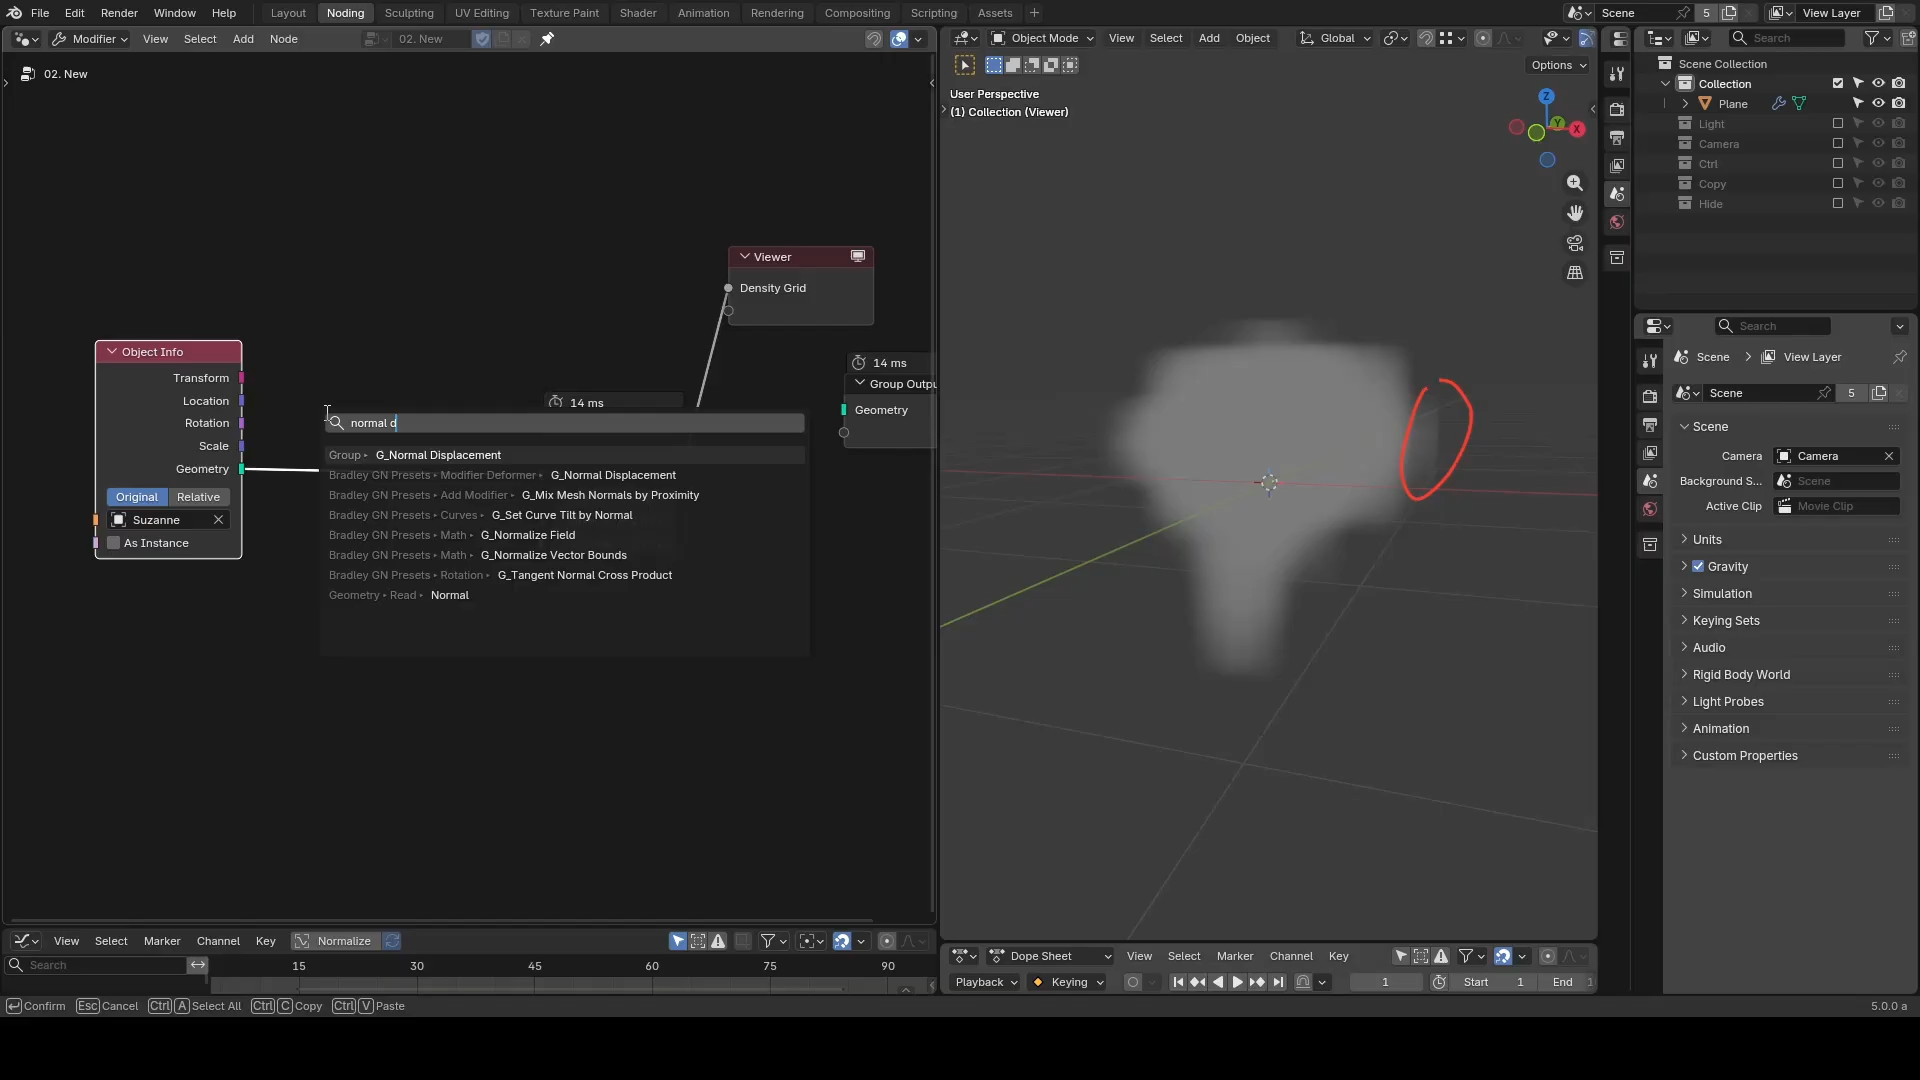 File Edit Render Window Help Layout Noding Sculpting UV Editing Texture Paint Shader Animation Rendering Compositing Scripting Assets Scene 5 View Layer
Modifier View Select Add Node 02. New
Object Mode View Select Add Object Global
Search
02. New
Options
User Perspective
(1) Collection (Viewer)
Z
Y
X
Scene Collection
Collection
Plane
Light
Camera
Ctrl
Copy
Hide
Viewer
Density Grid
Object Info
Transform
Location
Rotation
Scale
Geometry
Original Relative
Suzanne
As Instance
14 ms
14 ms
Group Outpu
Geometry
normal d
Group ▸ G_Normal Displacement
Bradley GN Presets ▸ Modifier Deformer ▸ G_Normal Displacement
Bradley GN Presets ▸ Add Modifier ▸ G_Mix Mesh Normals by Proximity
Bradley GN Presets ▸ Curves ▸ G_Set Curve Tilt by Normal
Bradley GN Presets ▸ Math ▸ G_Normalize Field
Bradley GN Presets ▸ Math ▸ G_Normalize Vector Bounds
Bradley GN Presets ▸ Rotation ▸ G_Tangent Normal Cross Product
Geometry ▸ Read ▸ Normal
Search
Scene > View Layer
Scene 5
Scene
Camera Camera
Background S... Scene
Active Clip Movie Clip
Units
Gravity
Simulation
Keying Sets
Audio
Rigid Body World
Light Probes
Animation
Custom Properties
View Select Marker Channel Key Normalize
Search
15 30 45 60 75 90
Dope Sheet View Select Marker Channel Key
Playback Keying 1 Start 1 End
Confirm Esc Cancel Ctrl A Select All Ctrl C Copy Ctrl V Paste
5.0.0 a